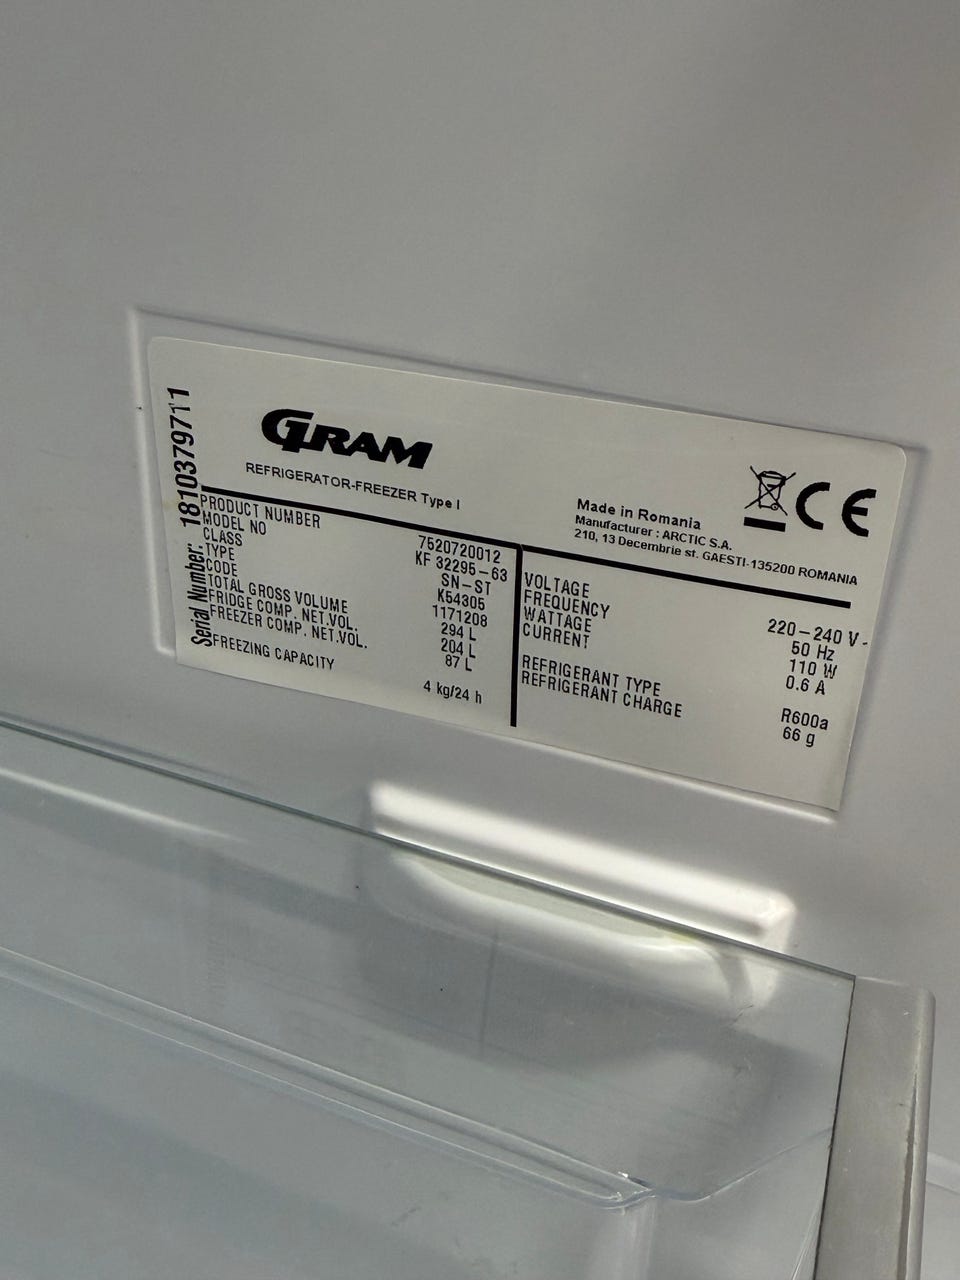 Serial Number: 1810379711
GRAM
REFRIGERATOR-FREEZER Type I
Made in Romania
Manufacturer : ARCTIC S.A.
210, 13 Decembrie st. GAESTI-135200 ROMANIA
CE
PRODUCT NUMBER 7520720012
MODEL NO KF 32295-63
CLASS SN-ST
TYPE K54305
CODE 1171208
TOTAL GROSS VOLUME 294 L
FRIDGE COMP. NET.VOL. 204 L
FREEZER COMP. NET.VOL. 87 L
FREEZING CAPACITY 4 kg/24 h
VOLTAGE 220-240 V~
FREQUENCY 50 Hz
WATTAGE 110 W
CURRENT 0.6 A
REFRIGERANT TYPE R600a
REFRIGERANT CHARGE 66 g